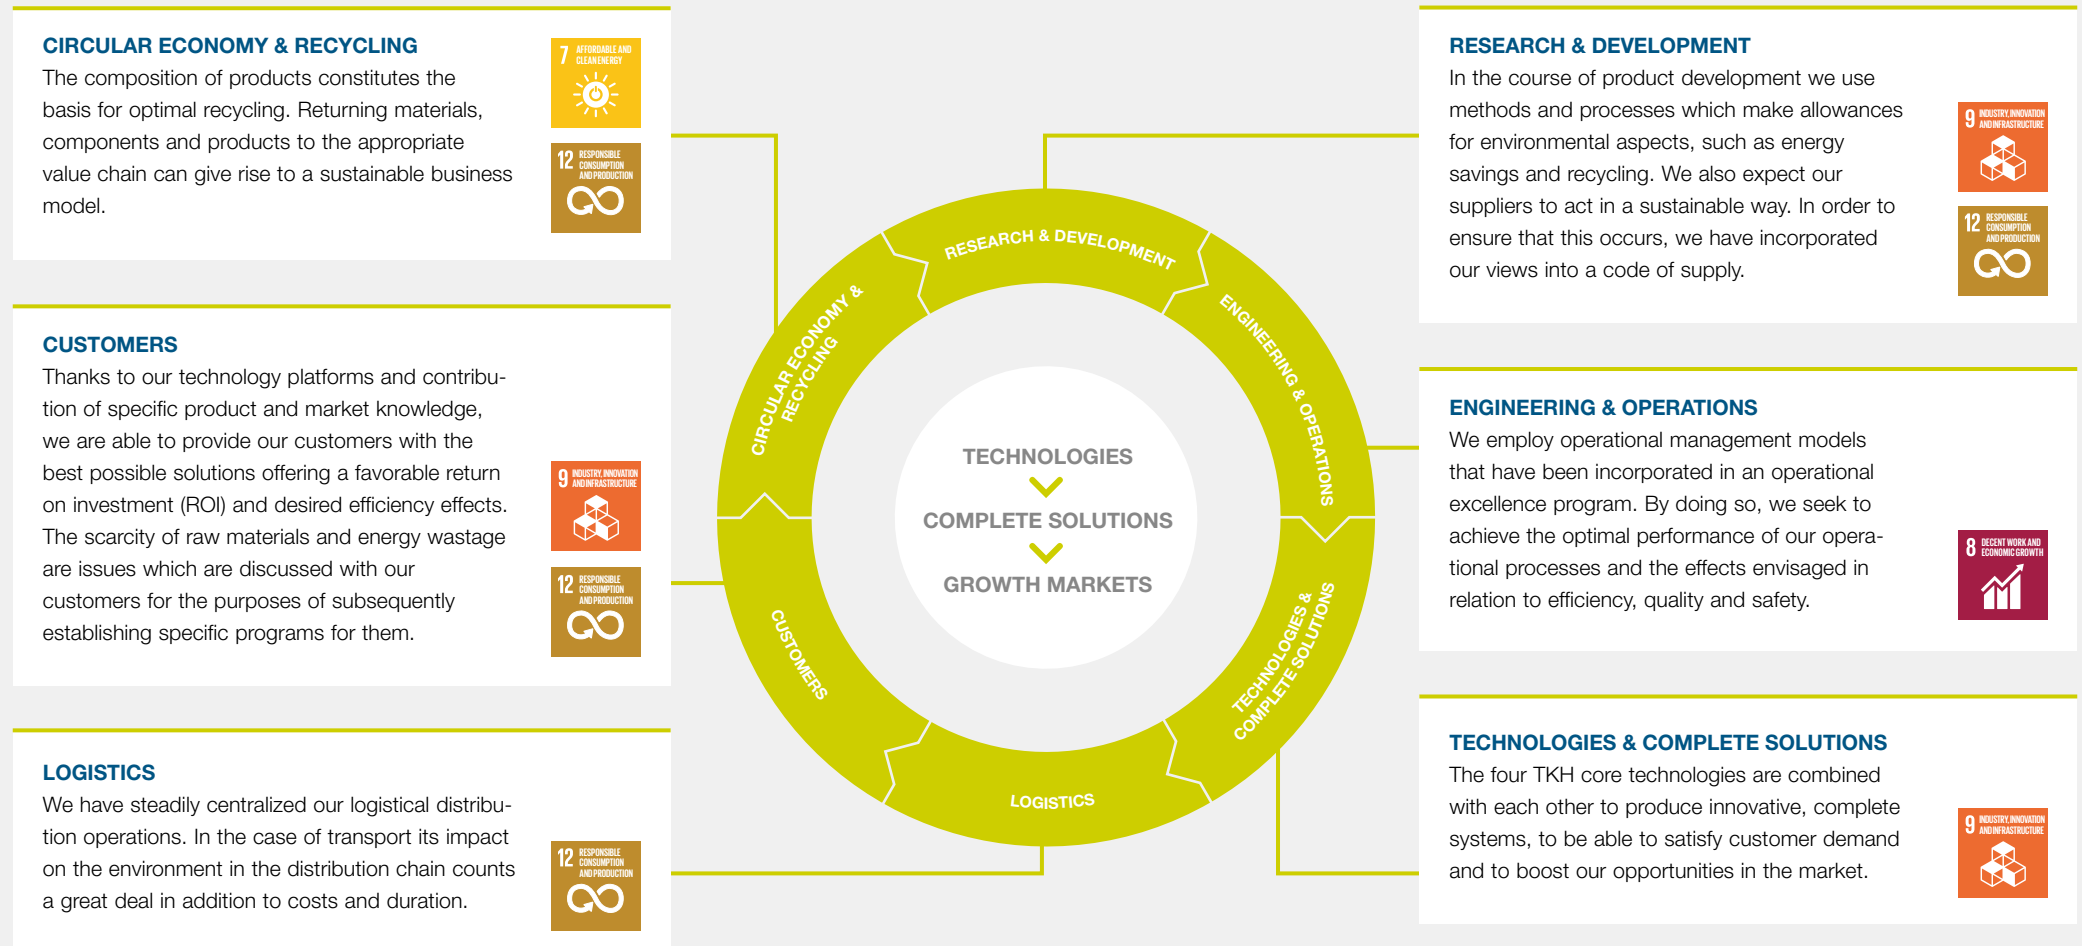 CIRCULAR ECONOMY & RECYCLING
The composition of products constitutes the
basis for optimal recycling. Returning materials,
components and products to the appropriate
value chain can give rise to a sustainable business
model.
7 AFFORDABLE AND
CLEAN ENERGY
12 RESPONSIBLE
CONSUMPTION
AND PRODUCTION
CUSTOMERS
Thanks to our technology platforms and contribu-
tion of specific product and market knowledge,
we are able to provide our customers with the
best possible solutions offering a favorable return
on investment (ROI) and desired efficiency effects.
The scarcity of raw materials and energy wastage
are issues which are discussed with our
customers for the purposes of subsequently
establishing specific programs for them.
9 INDUSTRY, INNOVATION
AND INFRASTRUCTURE
12 RESPONSIBLE
CONSUMPTION
AND PRODUCTION
LOGISTICS
We have steadily centralized our logistical distribu-
tion operations. In the case of transport its impact
on the environment in the distribution chain counts
a great deal in addition to costs and duration.
12 RESPONSIBLE
CONSUMPTION
AND PRODUCTION
RESEARCH & DEVELOPMENT
ENGINEERING & OPERATIONS
TECHNOLOGIES &
COMPLETE SOLUTIONS
LOGISTICS
CUSTOMERS
CIRCULAR ECONOMY &
RECYCLING
TECHNOLOGIES
COMPLETE SOLUTIONS
GROWTH MARKETS
RESEARCH & DEVELOPMENT
In the course of product development we use
methods and processes which make allowances
for environmental aspects, such as energy
savings and recycling. We also expect our
suppliers to act in a sustainable way. In order to
ensure that this occurs, we have incorporated
our views into a code of supply.
9 INDUSTRY, INNOVATION
AND INFRASTRUCTURE
12 RESPONSIBLE
CONSUMPTION
AND PRODUCTION
ENGINEERING & OPERATIONS
We employ operational management models
that have been incorporated in an operational
excellence program. By doing so, we seek to
achieve the optimal performance of our opera-
tional processes and the effects envisaged in
relation to efficiency, quality and safety.
8 DECENT WORK AND
ECONOMIC GROWTH
TECHNOLOGIES & COMPLETE SOLUTIONS
The four TKH core technologies are combined
with each other to produce innovative, complete
systems, to be able to satisfy customer demand
and to boost our opportunities in the market.
9 INDUSTRY, INNOVATION
AND INFRASTRUCTURE